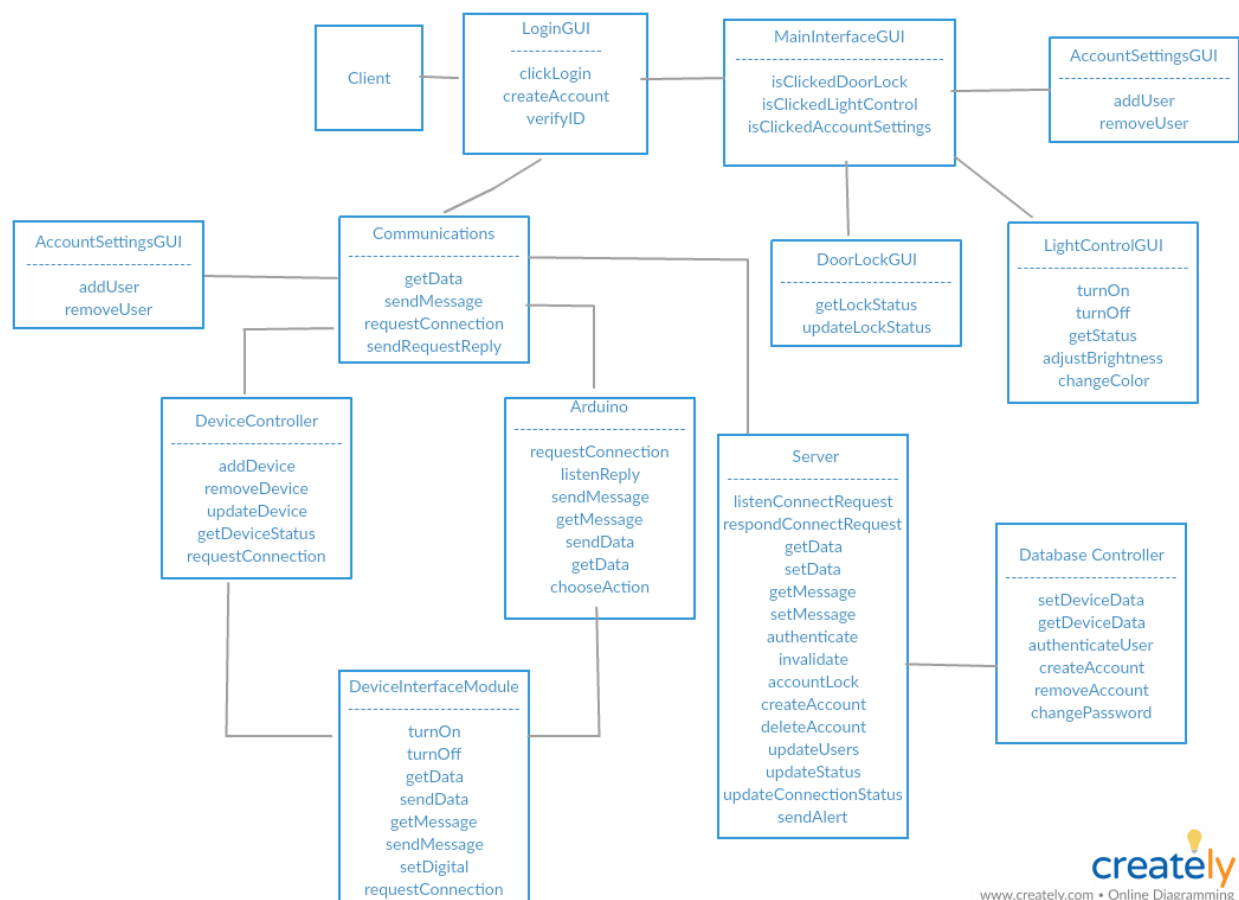 Client
LoginGUI
clickLogin
createAccount
verifyID
MainInterfaceGUI
isClickedDoorLock
isClickedLightControl
isClickedAccountSettings
AccountSettingsGUI
addUser
removeUser
AccountSettingsGUI
addUser
removeUser
Communications
getData
sendMessage
requestConnection
sendRequestReply
DoorLockGUI
getLockStatus
updateLockStatus
LightControlGUI
turnOn
turnOff
getStatus
adjustBrightness
changeColor
DeviceController
addDevice
removeDevice
updateDevice
getDeviceStatus
requestConnection
Arduino
requestConnection
listenReply
sendMessage
getMessage
sendData
getData
chooseAction
Server
listenConnectRequest
respondConnectRequest
getData
setData
getMessage
setMessage
authenticate
invalidate
accountLock
createAccount
deleteAccount
updateUsers
updateStatus
updateConnectionStatus
sendAlert
Database Controller
setDeviceData
getDeviceData
authenticateUser
createAccount
removeAccount
changePassword
DeviceInterfaceModule
turnOn
turnOff
getData
sendData
getMessage
sendMessage
setDigital
requestConnection
creately
www.creately.com • Online Diagramming